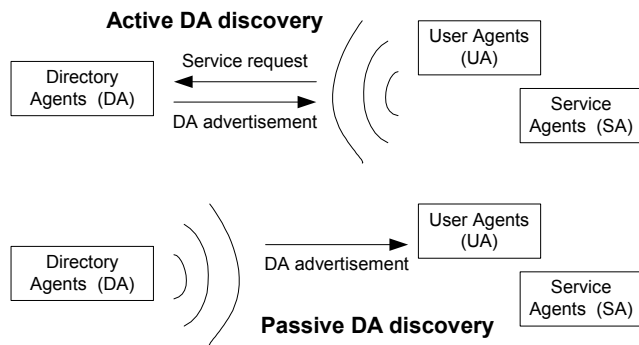 Active DA discovery
User Agents
(UA)
Service request
Directory
Agents (DA)
DA advertisement
Service
Agents (SA)
User Agents
(UA)
Directory
Agents (DA)
DA advertisement
Service
Agents (SA)
Passive DA discovery